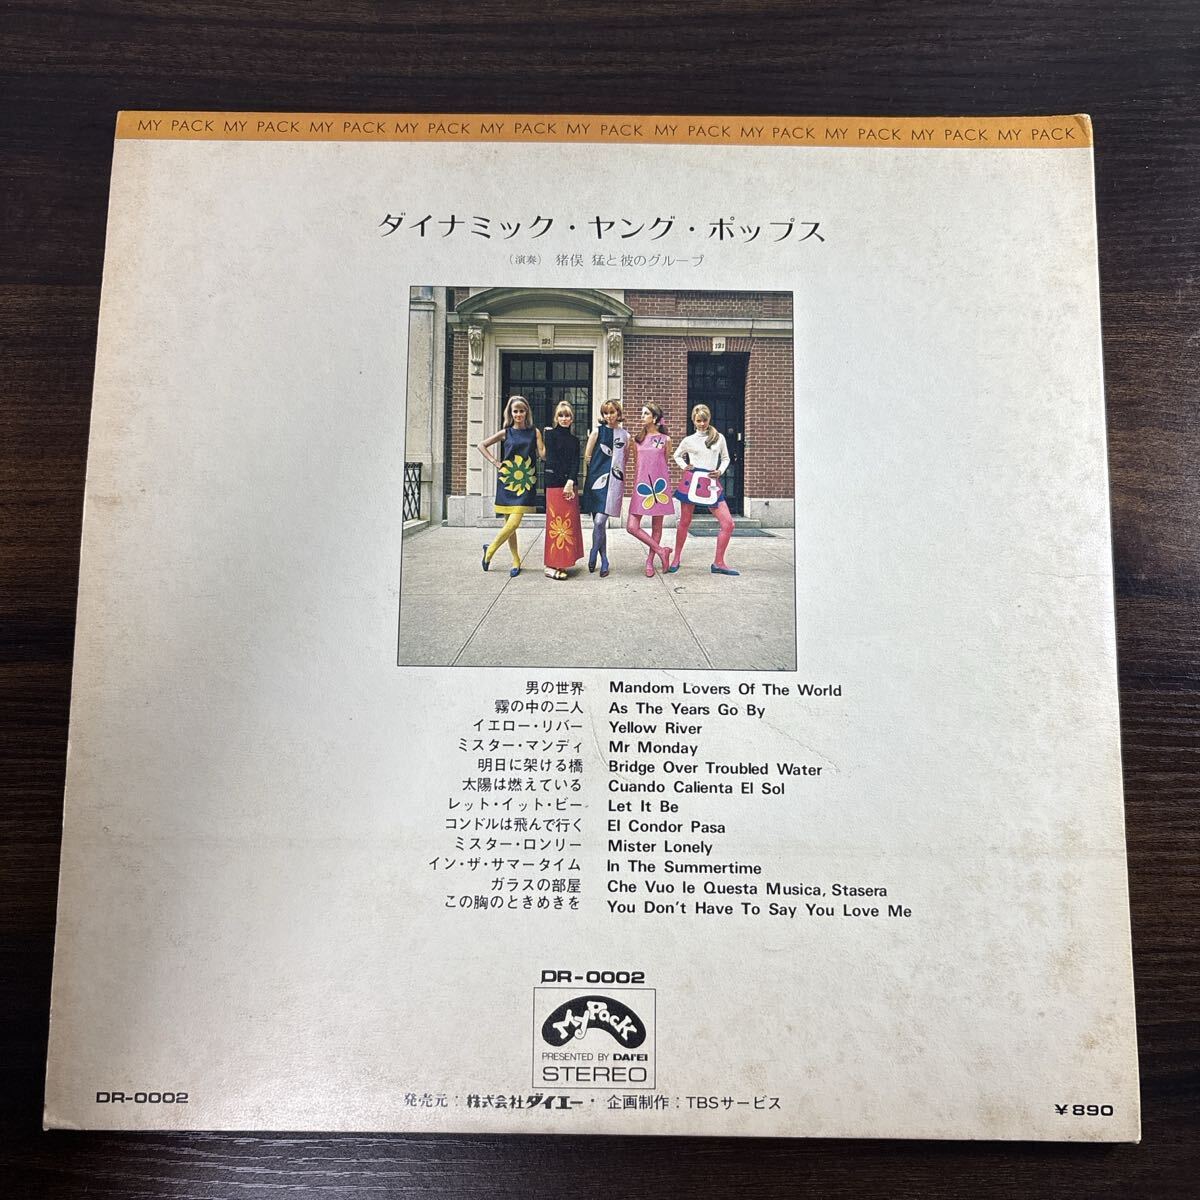 MY PACK MY PACK MY PACK MY PACK MY PACK MY PACK MY PACK MY PACK MY PACK MY PACK MY PACK
ダイナミック・ヤング・ポップス
(演奏) 猪俣 猛と彼のグループ
121
121
男の世界 Mandom Lovers Of The World
霧の中の二人 As The Years Go By
イエロー・リバー Yellow River
ミスター・マンディ Mr Monday
明日に架ける橋 Bridge Over Troubled Water
太陽は燃えている Cuando Calienta El Sol
レット・イット・ビー Let It Be
コンドルは飛んで行く El Condor Pasa
ミスター・ロンリー Mister Lonely
イン・ザ・サマータイム In The Summertime
ガラスの部屋 Che Vuo le Questa Musica, Stasera
この胸のときめきを You Don't Have To Say You Love Me
DR-0002
My Pack
PRESENTED BY DAI'EI
STEREO
DR-0002
発売元:株式会社ダイエー・企画制作:TBSサービス
¥890